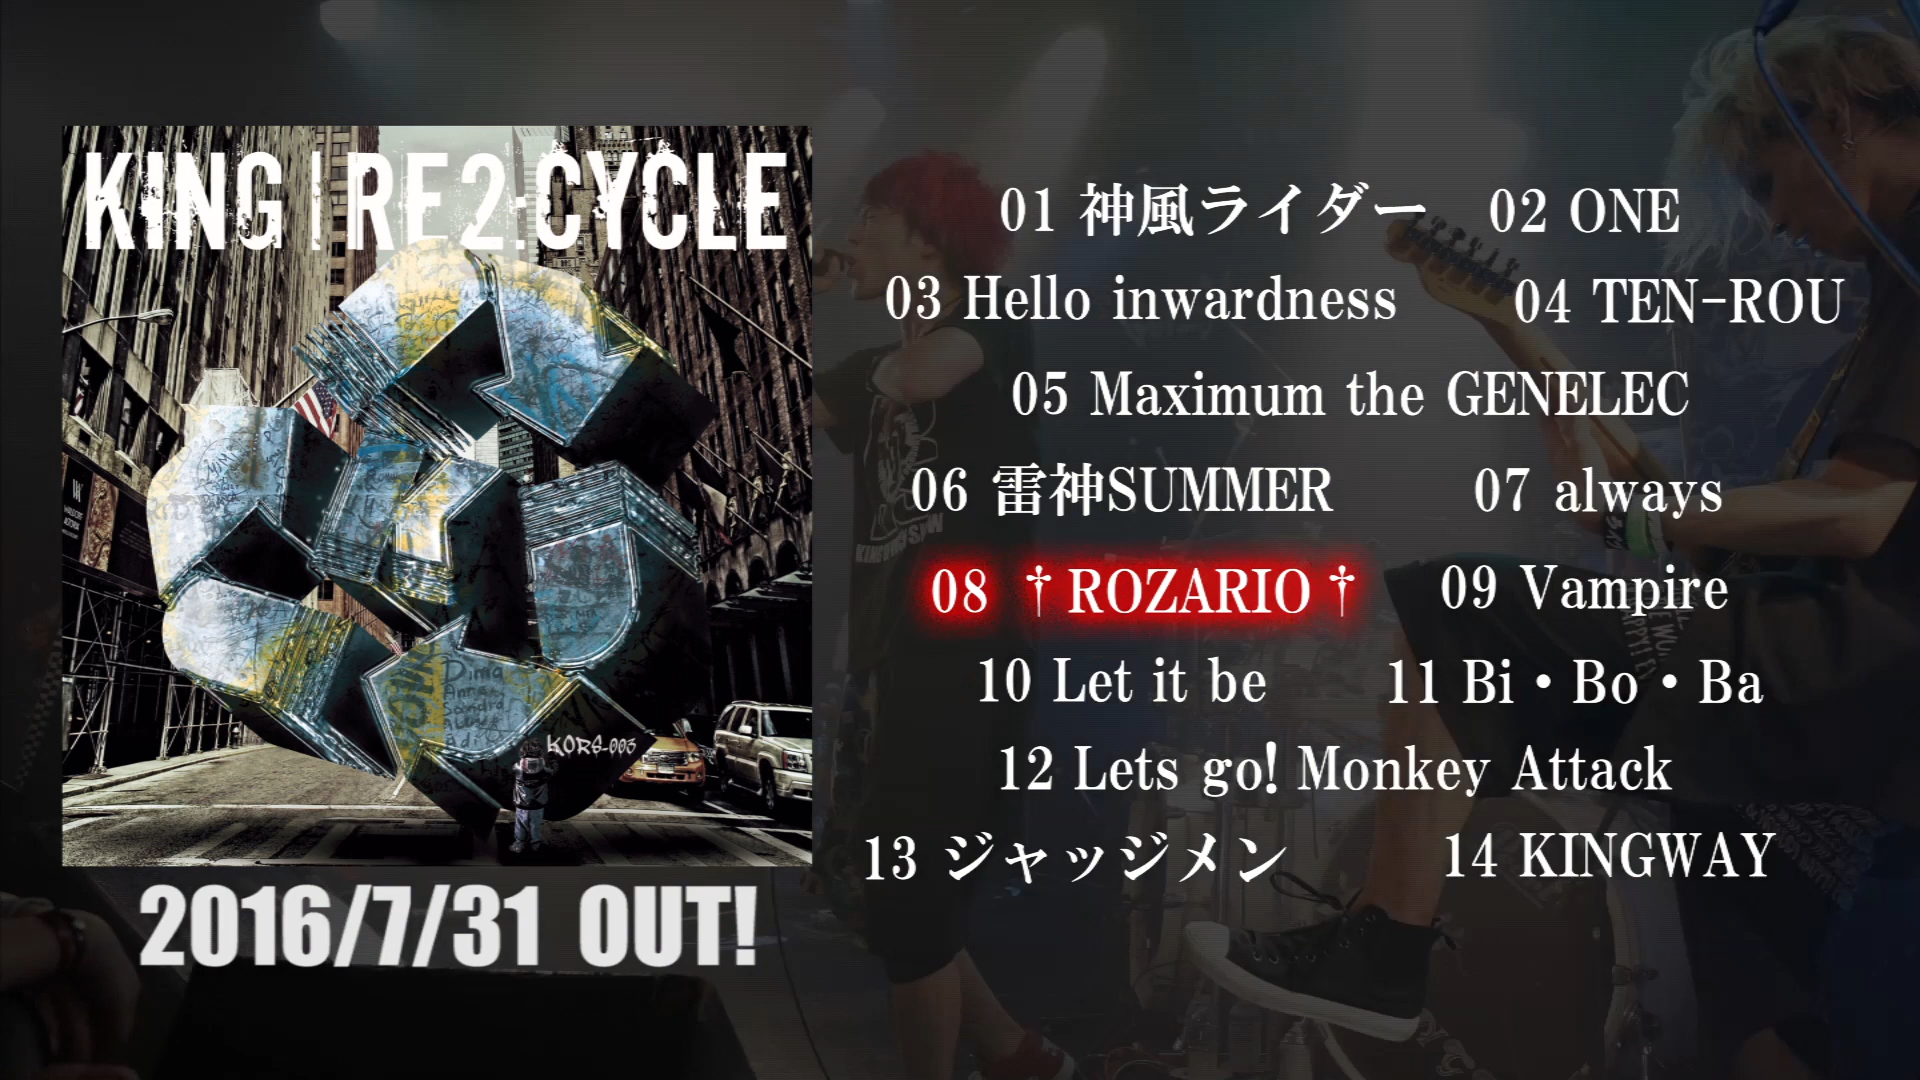 KING | RE2:CYCLE
KORS-003
2016/7/31 OUT!
01 神風ライダー 02 ONE
03 Hello inwardness 04 TEN-ROU
05 Maximum the GENELEC
06 雷神SUMMER 07 always
08 †ROZARIO† 09 Vampire
10 Let it be 11 Bi・Bo・Ba
12 Lets go! Monkey Attack
13 ジャッジメン 14 KINGWAY